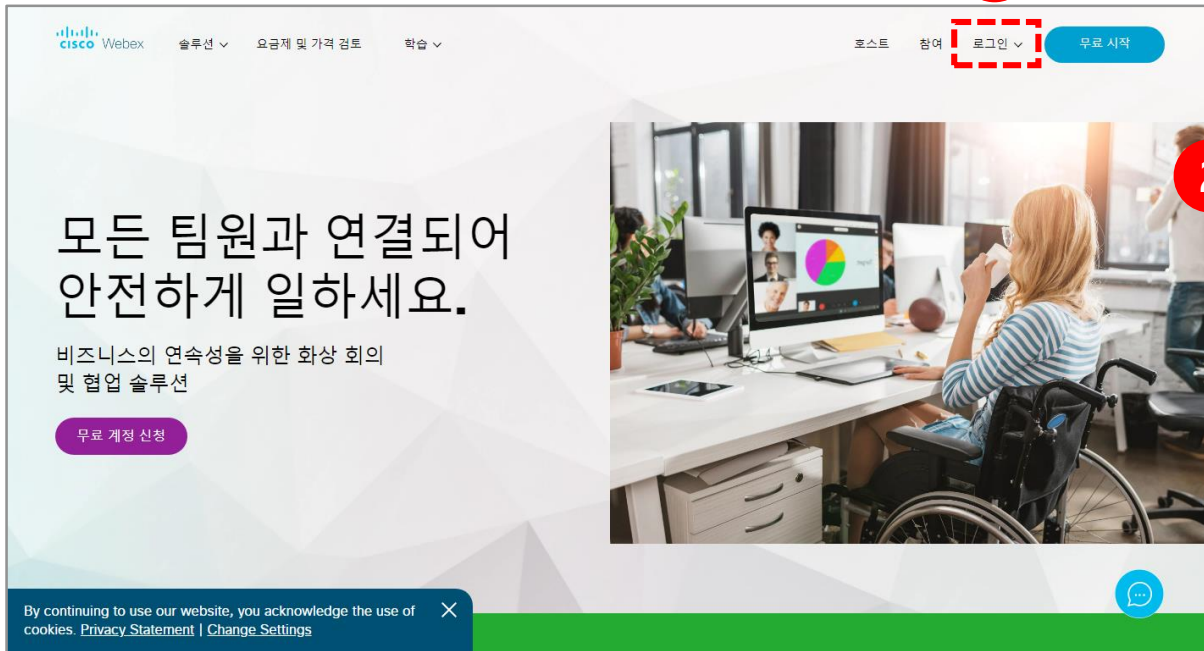 cisco Webex 솔루션 요금제 및 가격 검토 학습 호스트 참여 로그인 무료 시작
모든 팀원과 연결되어
안전하게 일하세요.
비즈니스의 연속성을 위한 화상 회의
및 협업 솔루션
무료 계정 신청
By continuing to use our website, you acknowledge the use of
cookies. Privacy Statement | Change Settings